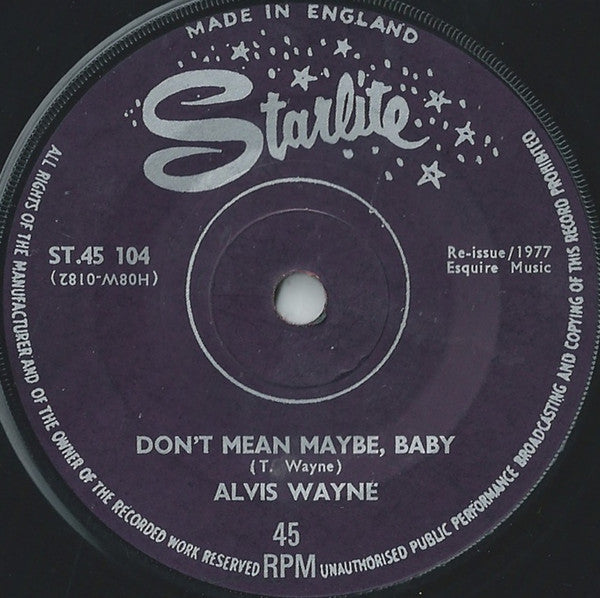 MADE IN ENGLAND
Starlite
ST.45 104
(H08W-0182)
Re-issue/1977
Esquire Music
DON'T MEAN MAYBE, BABY
(T. Wayne)
ALVIS WAYNE
45
RPM
ALL RIGHTS OF THE MANUFACTURER AND OF THE OWNER OF THE RECORDED WORK RESERVED
UNAUTHORISED PUBLIC PERFORMANCE BROADCASTING AND COPYING OF THIS RECORD PROHIBITED